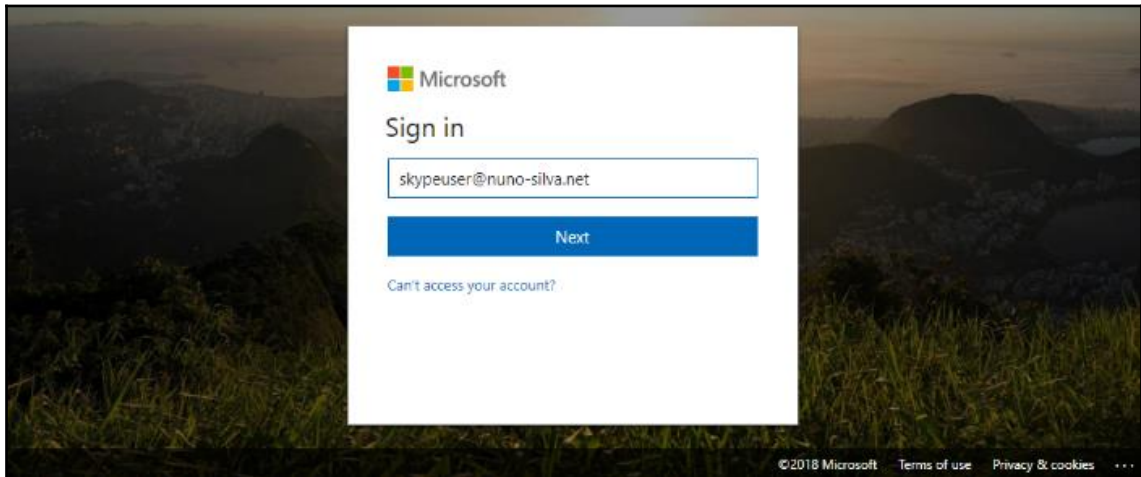 Microsoft
Sign in
skypeuser@nuno-silva.net
Next
Can't access your account?
©2018 Microsoft Terms of use Privacy & cookies ...